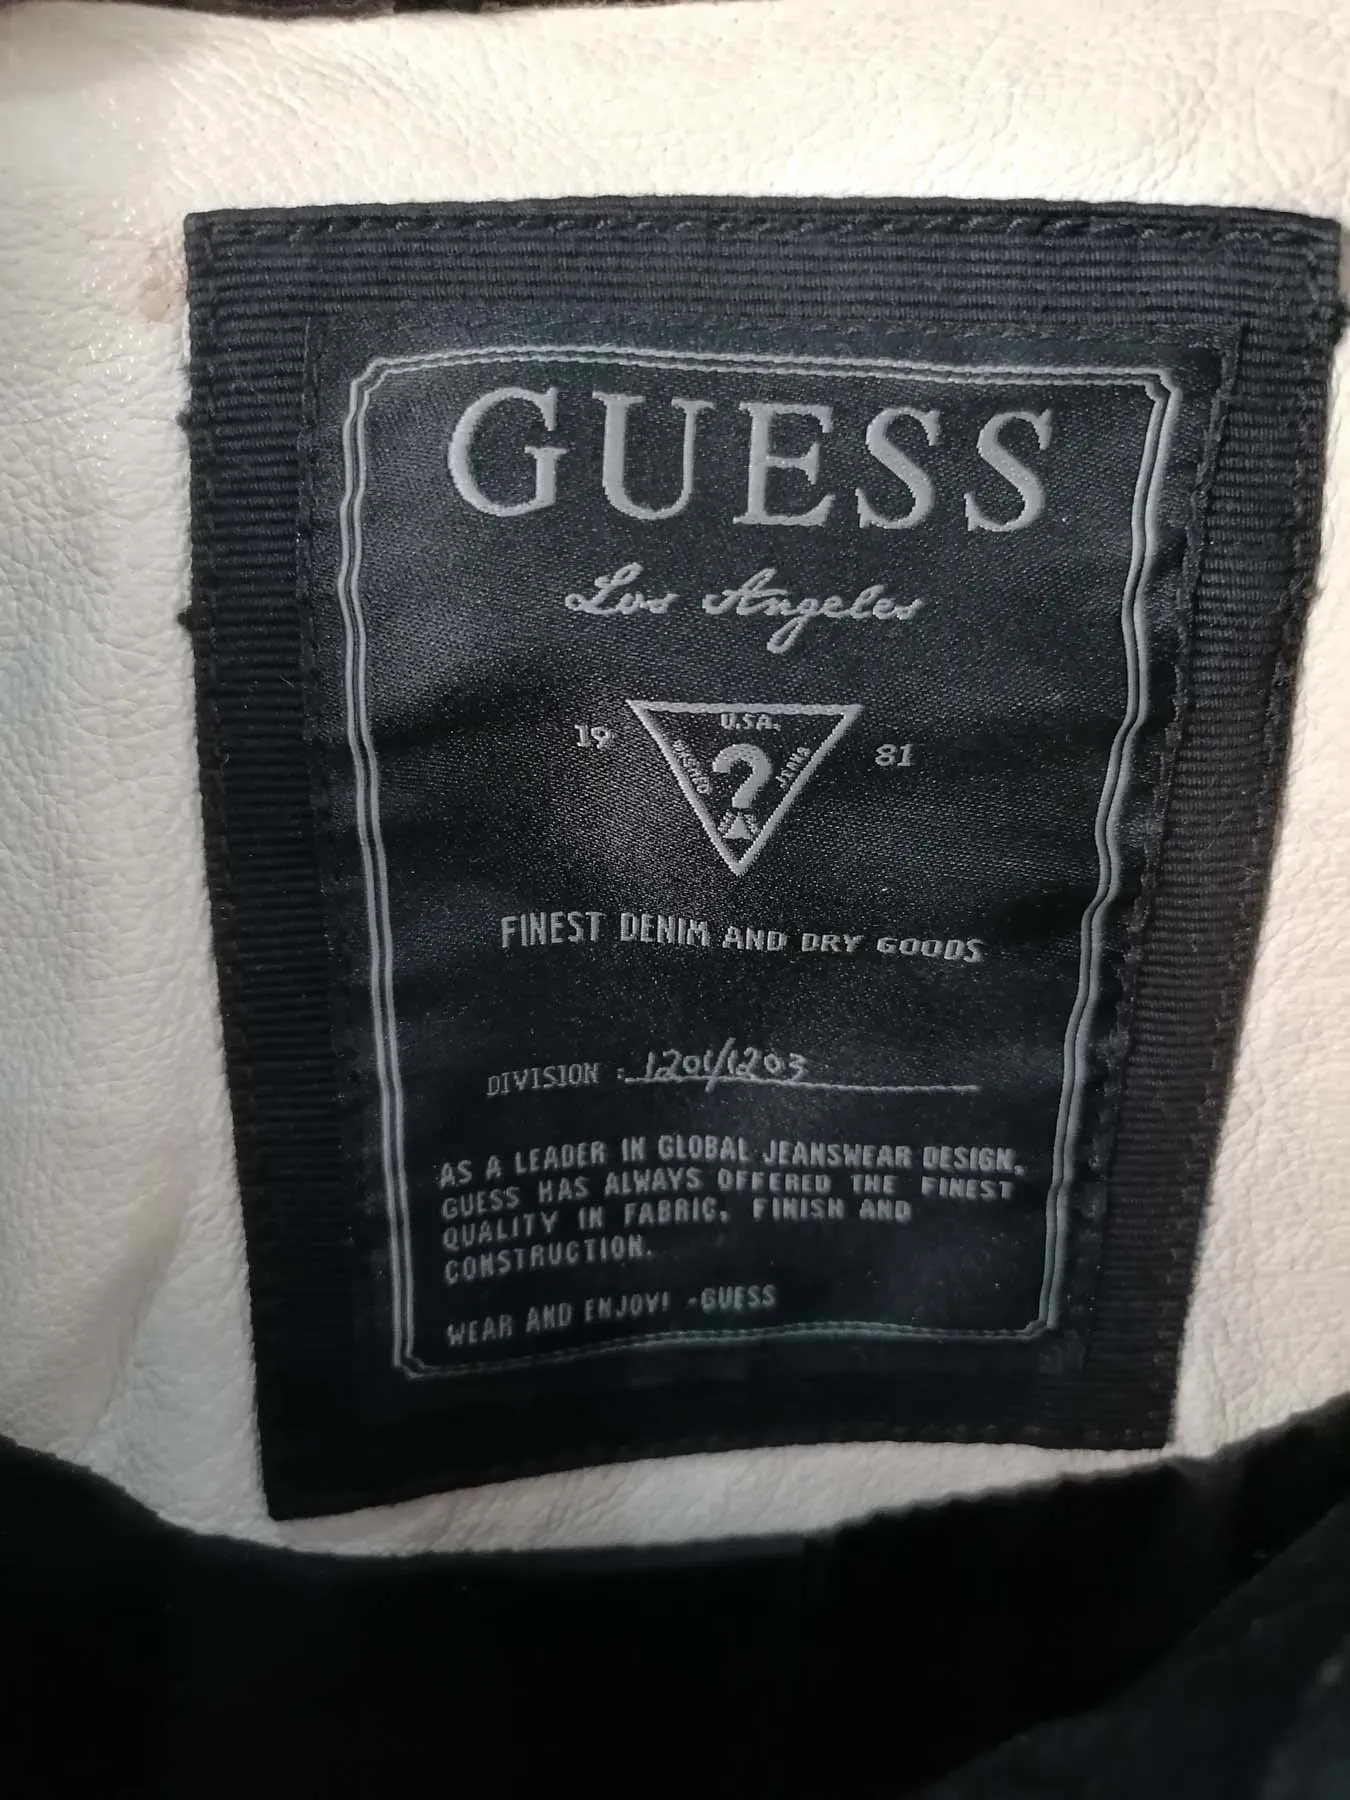 GUESS
Los Angeles
19 81
U.S.A.
?
FINEST DENIM AND DRY GOODS
DIVISION : 1201/1203
AS A LEADER IN GLOBAL JEANSWEAR DESIGN,
GUESS HAS ALWAYS OFFERED THE FINEST
QUALITY IN FABRIC, FINISH AND
CONSTRUCTION.
WEAR AND ENJOY! -GUESS